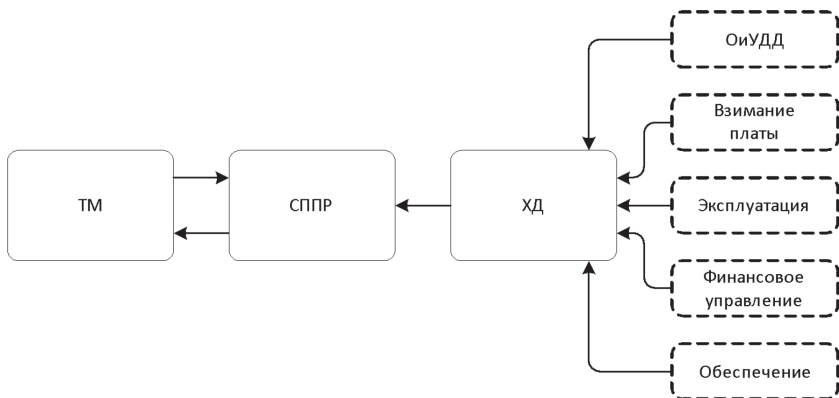 ОиУДД
Взимание
платы
ТМ
СППР
ХД
Эксплуатация
Финансовое
управление
Обеспечение